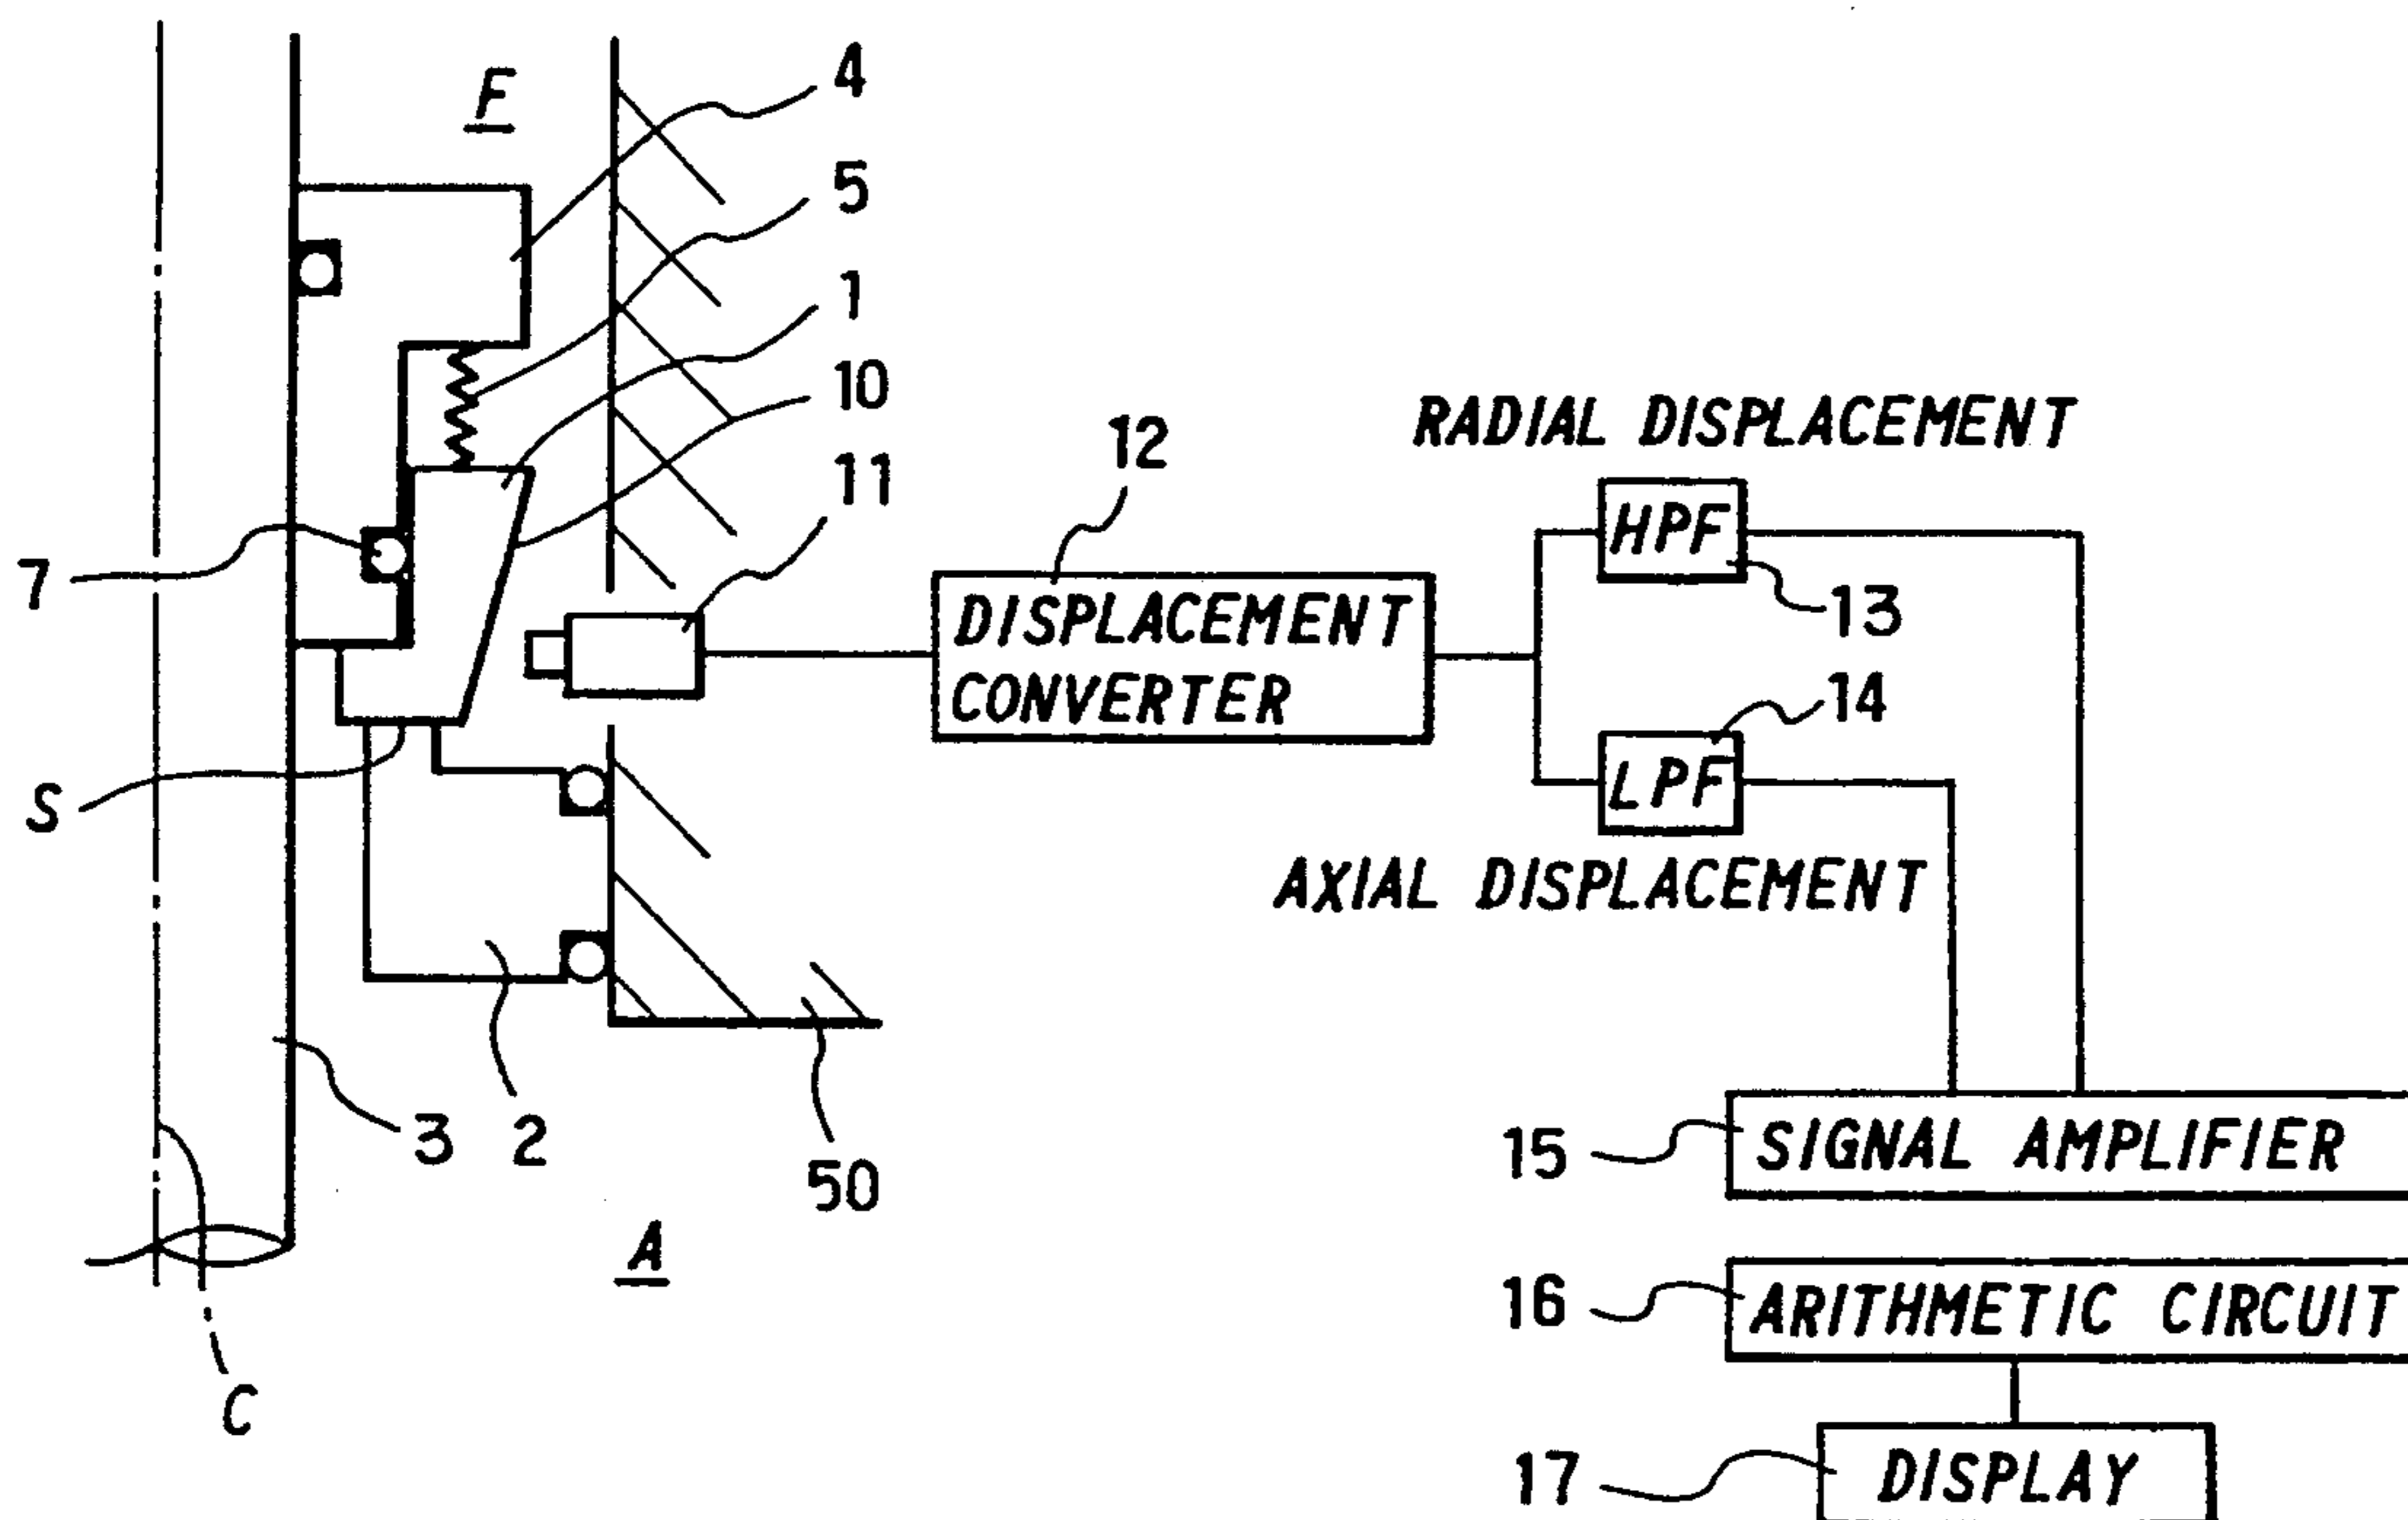 F
4
5
1
10
11
12
RADIAL DISPLACEMENT
HPF
13
7
DISPLACEMENT
CONVERTER
14
LPF
S
AXIAL DISPLACEMENT
3
2
50
A
C
15
SIGNAL AMPLIFIER
16
ARITHMETIC CIRCUIT
17
DISPLAY